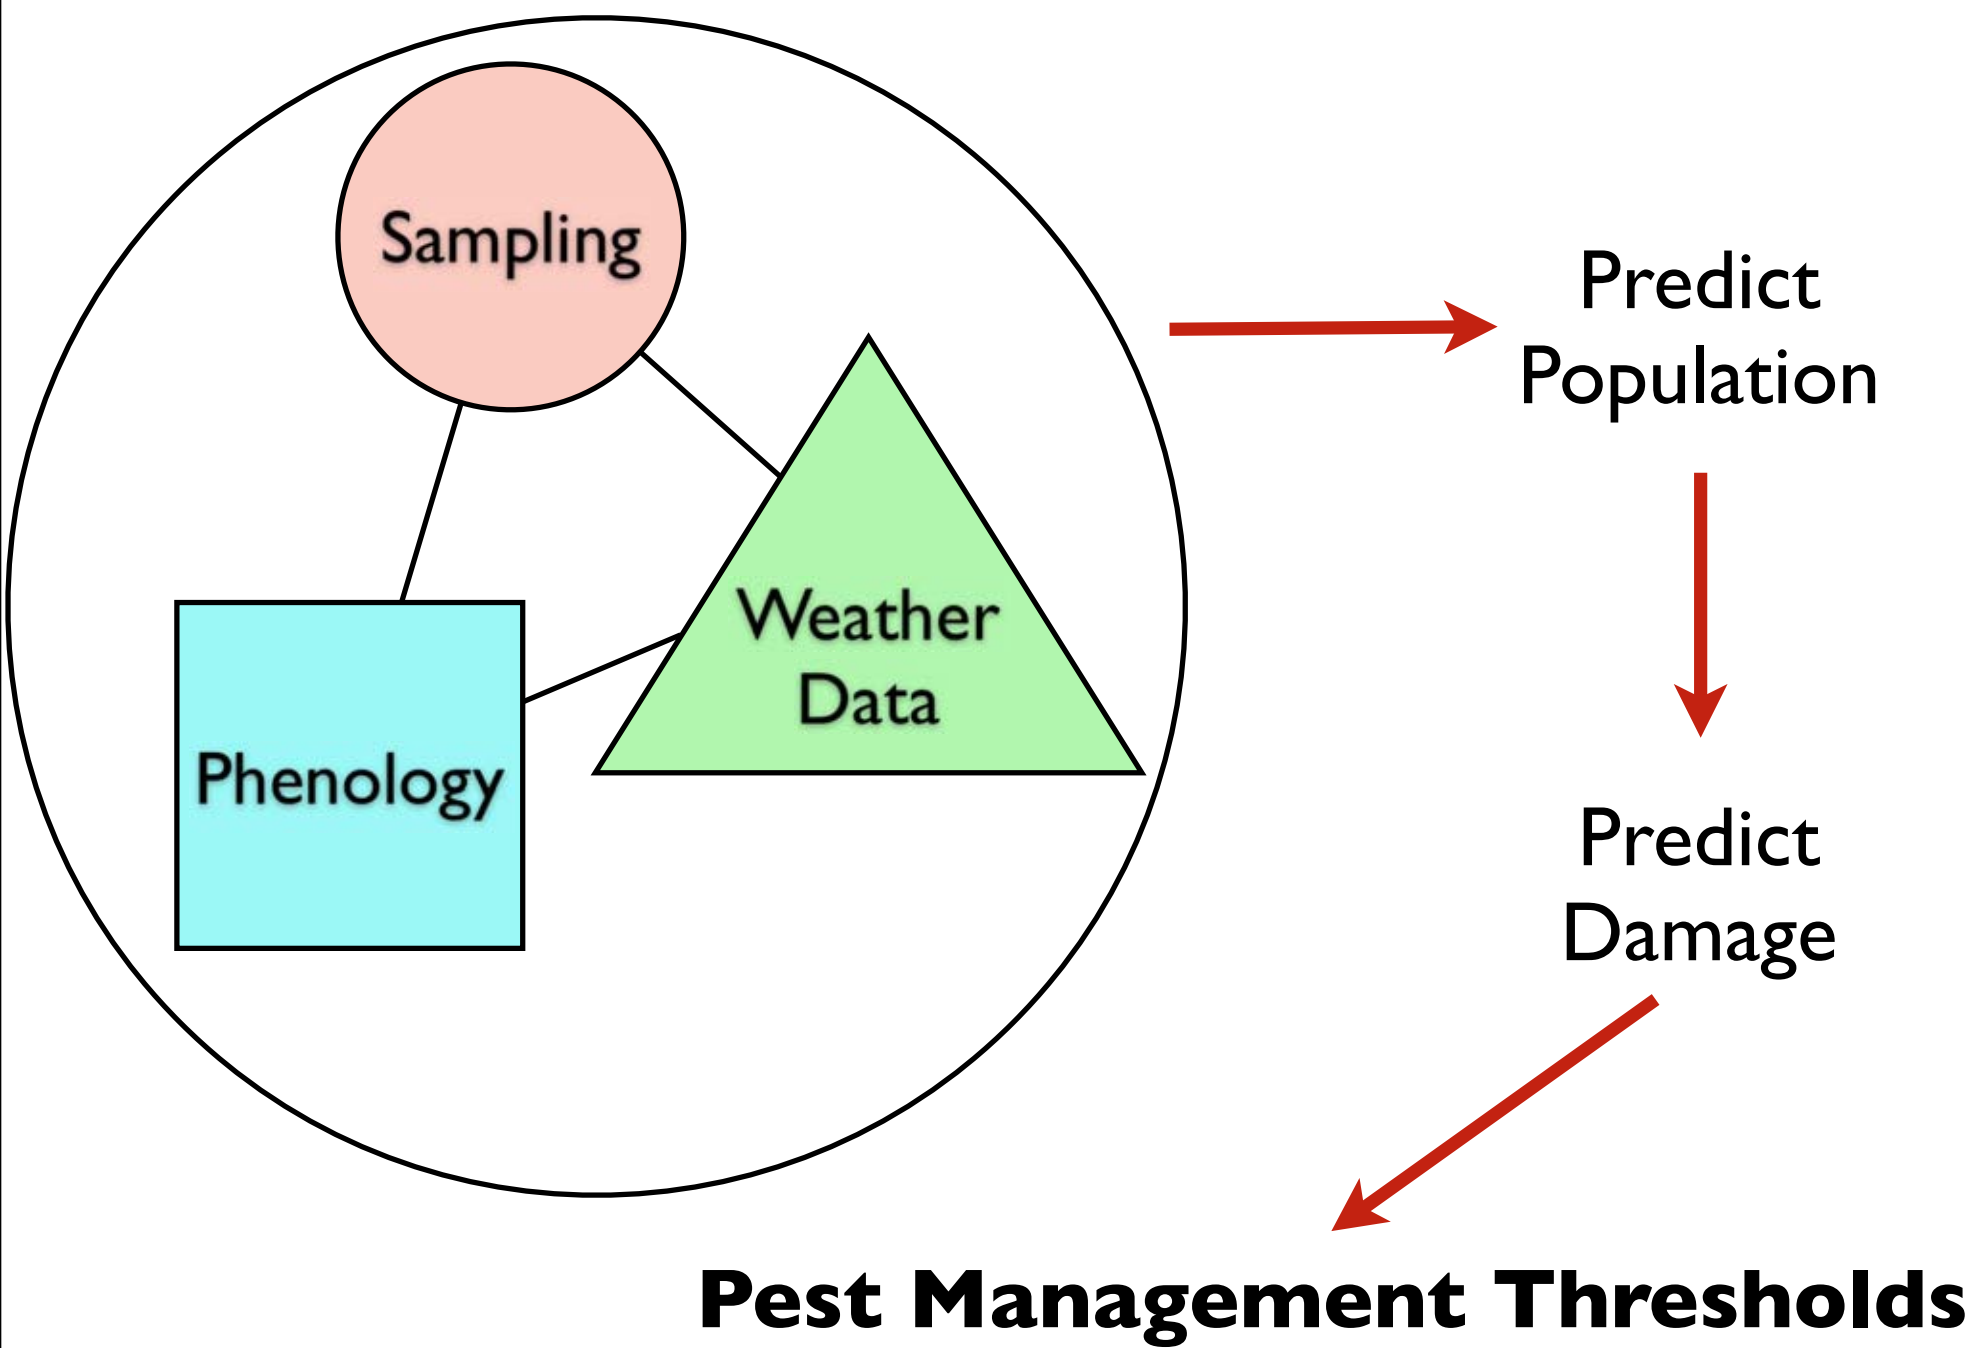 Sampling
Weather
Data
Phenology
Predict
Population
Predict
Damage
Pest Management Thresholds